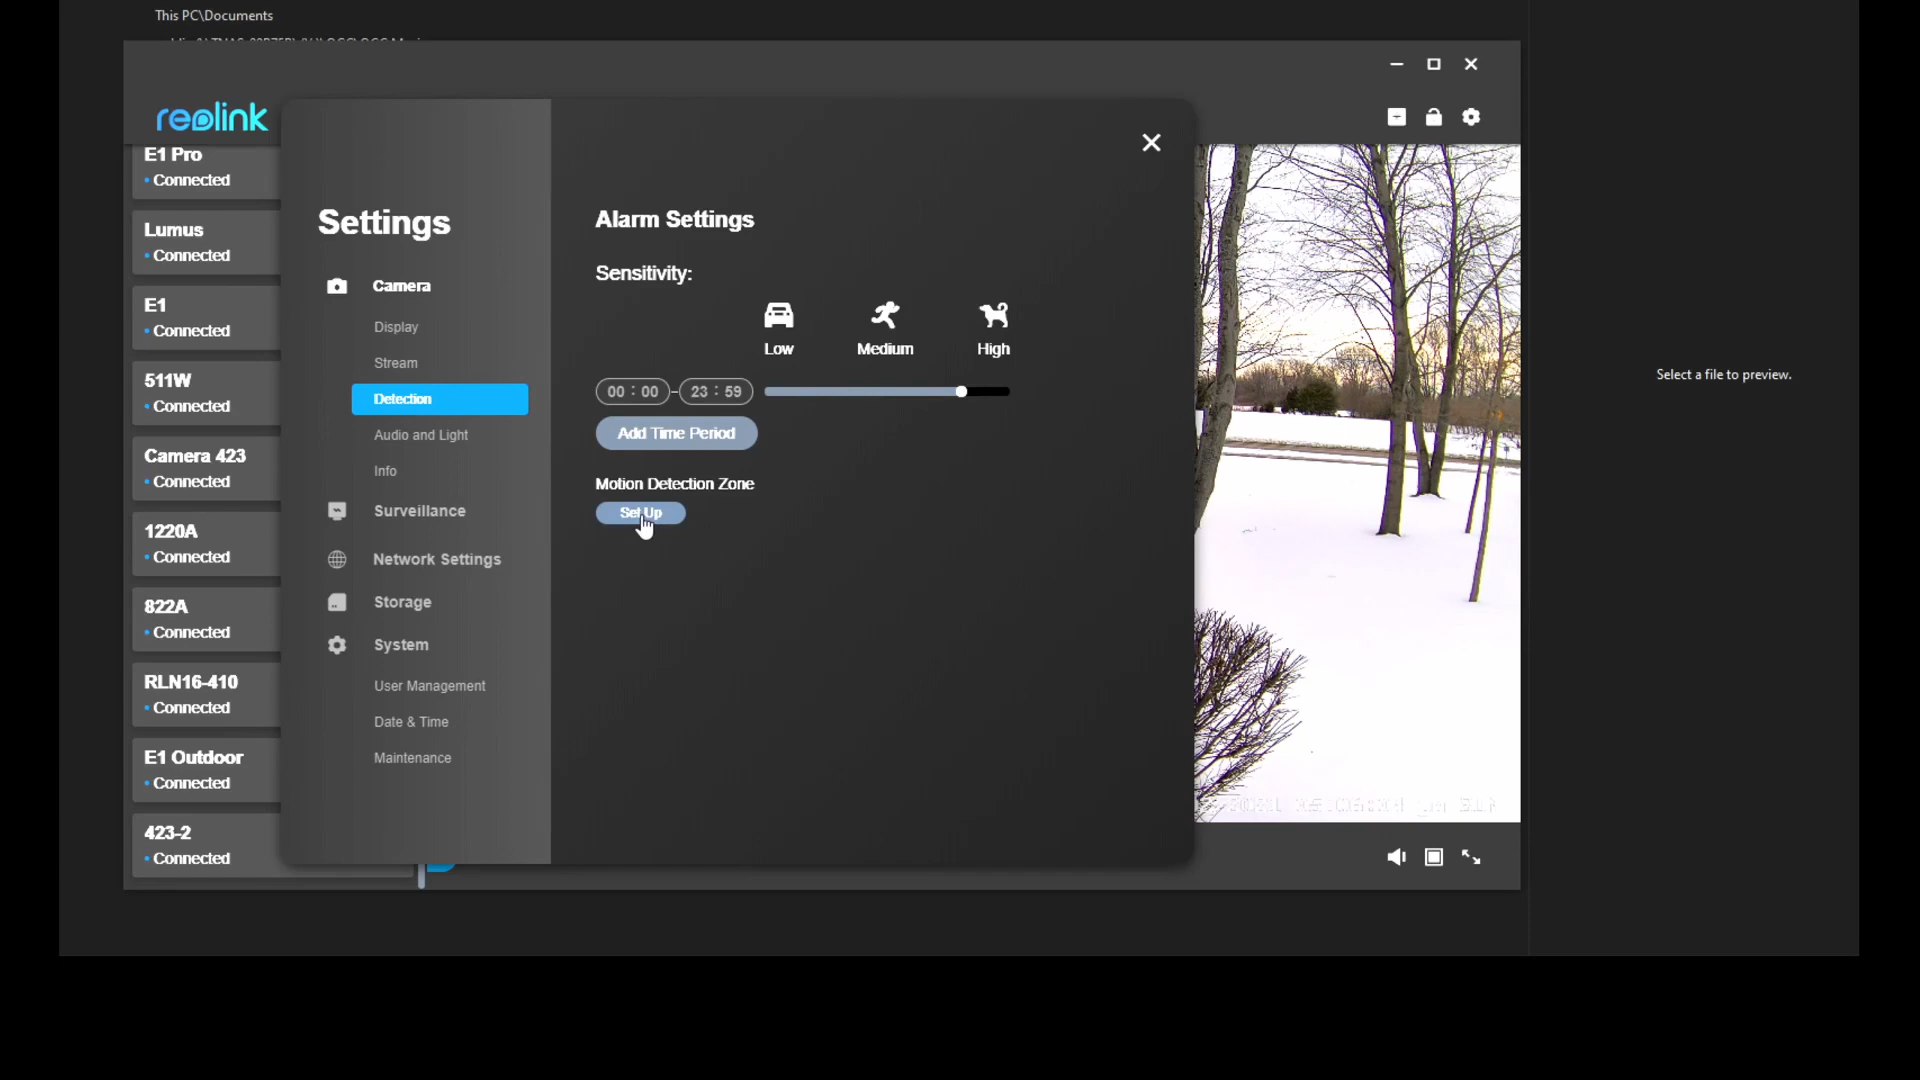 This PC\Documents
reolink
E1 Pro
Connected
Lumus
Connected
E1
Connected
511W
Connected
Camera 423
Connected
1220A
Connected
822A
Connected
RLN16-410
Connected
E1 Outdoor
Connected
423-2
Connected
Settings
Camera
Display
Stream
Detection
Audio and Light
Info
Surveillance
Network Settings
Storage
System
User Management
Date & Time
Maintenance
Alarm Settings
Sensitivity:
Low Medium High
00 : 00 - 23 : 59
Add Time Period
Motion Detection Zone
Set Up
Select a file to preview.